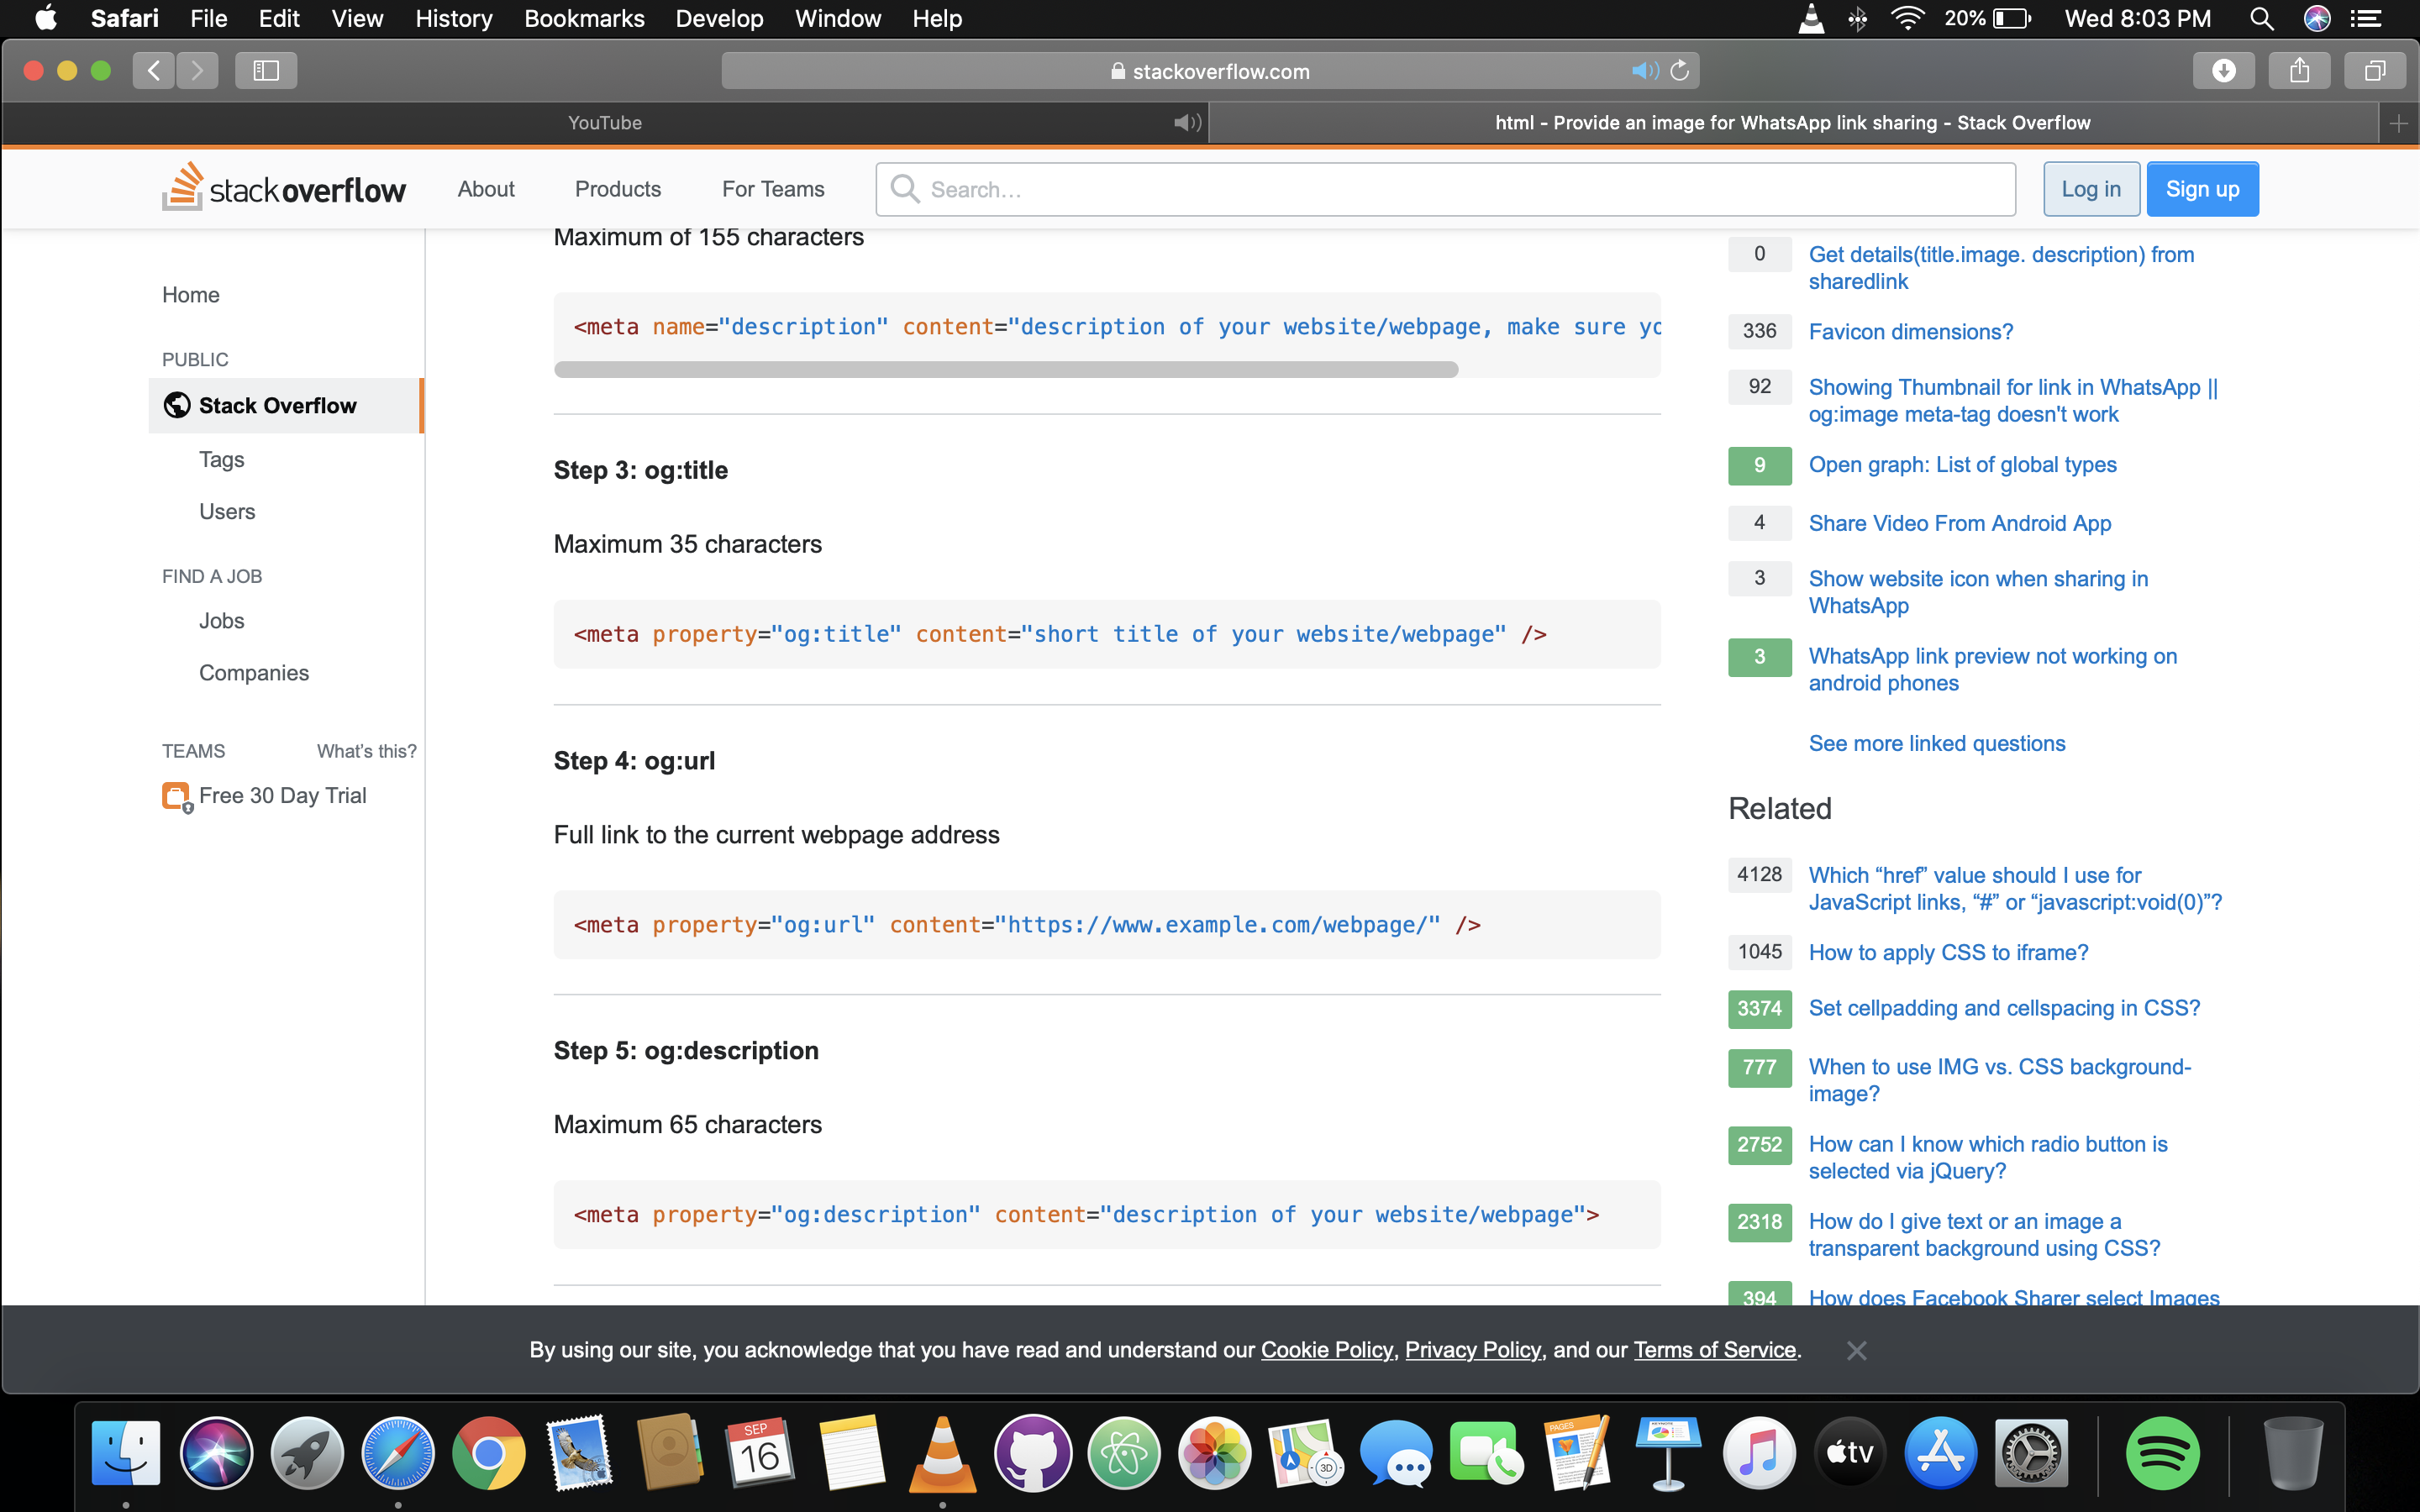 Safari File Edit View History Bookmarks Develop Window Help
20% Wed 8:03 PM
stackoverflow.com
YouTube
html - Provide an image for WhatsApp link sharing - Stack Overflow
stackoverflow
About Products For Teams
Search…
Log in Sign up
Home
PUBLIC
Stack Overflow
Tags
Users
FIND A JOB
Jobs
Companies
TEAMS What's this?
Free 30 Day Trial
Maximum of 155 characters
<meta name="description" content="description of your website/webpage, make sure yo
Step 3: og:title
Maximum 35 characters
<meta property="og:title" content="short title of your website/webpage" />
Step 4: og:url
Full link to the current webpage address
<meta property="og:url" content="https://www.example.com/webpage/" />
Step 5: og:description
Maximum 65 characters
<meta property="og:description" content="description of your website/webpage">
0 Get details(title.image. description) from
sharedlink
336 Favicon dimensions?
92 Showing Thumbnail for link in WhatsApp ||
og:image meta-tag doesn't work
9 Open graph: List of global types
4 Share Video From Android App
3 Show website icon when sharing in
WhatsApp
3 WhatsApp link preview not working on
android phones
See more linked questions
Related
4128 Which “href” value should I use for
JavaScript links, “#” or “javascript:void(0)”?
1045 How to apply CSS to iframe?
3374 Set cellpadding and cellspacing in CSS?
777 When to use IMG vs. CSS background-
image?
2752 How can I know which radio button is
selected via jQuery?
2318 How do I give text or an image a
transparent background using CSS?
394 How does Facebook Sharer select Images
By using our site, you acknowledge that you have read and understand our Cookie Policy, Privacy Policy, and our Terms of Service.
SEP
16
3D
PAGES
KEYNOTE
tv